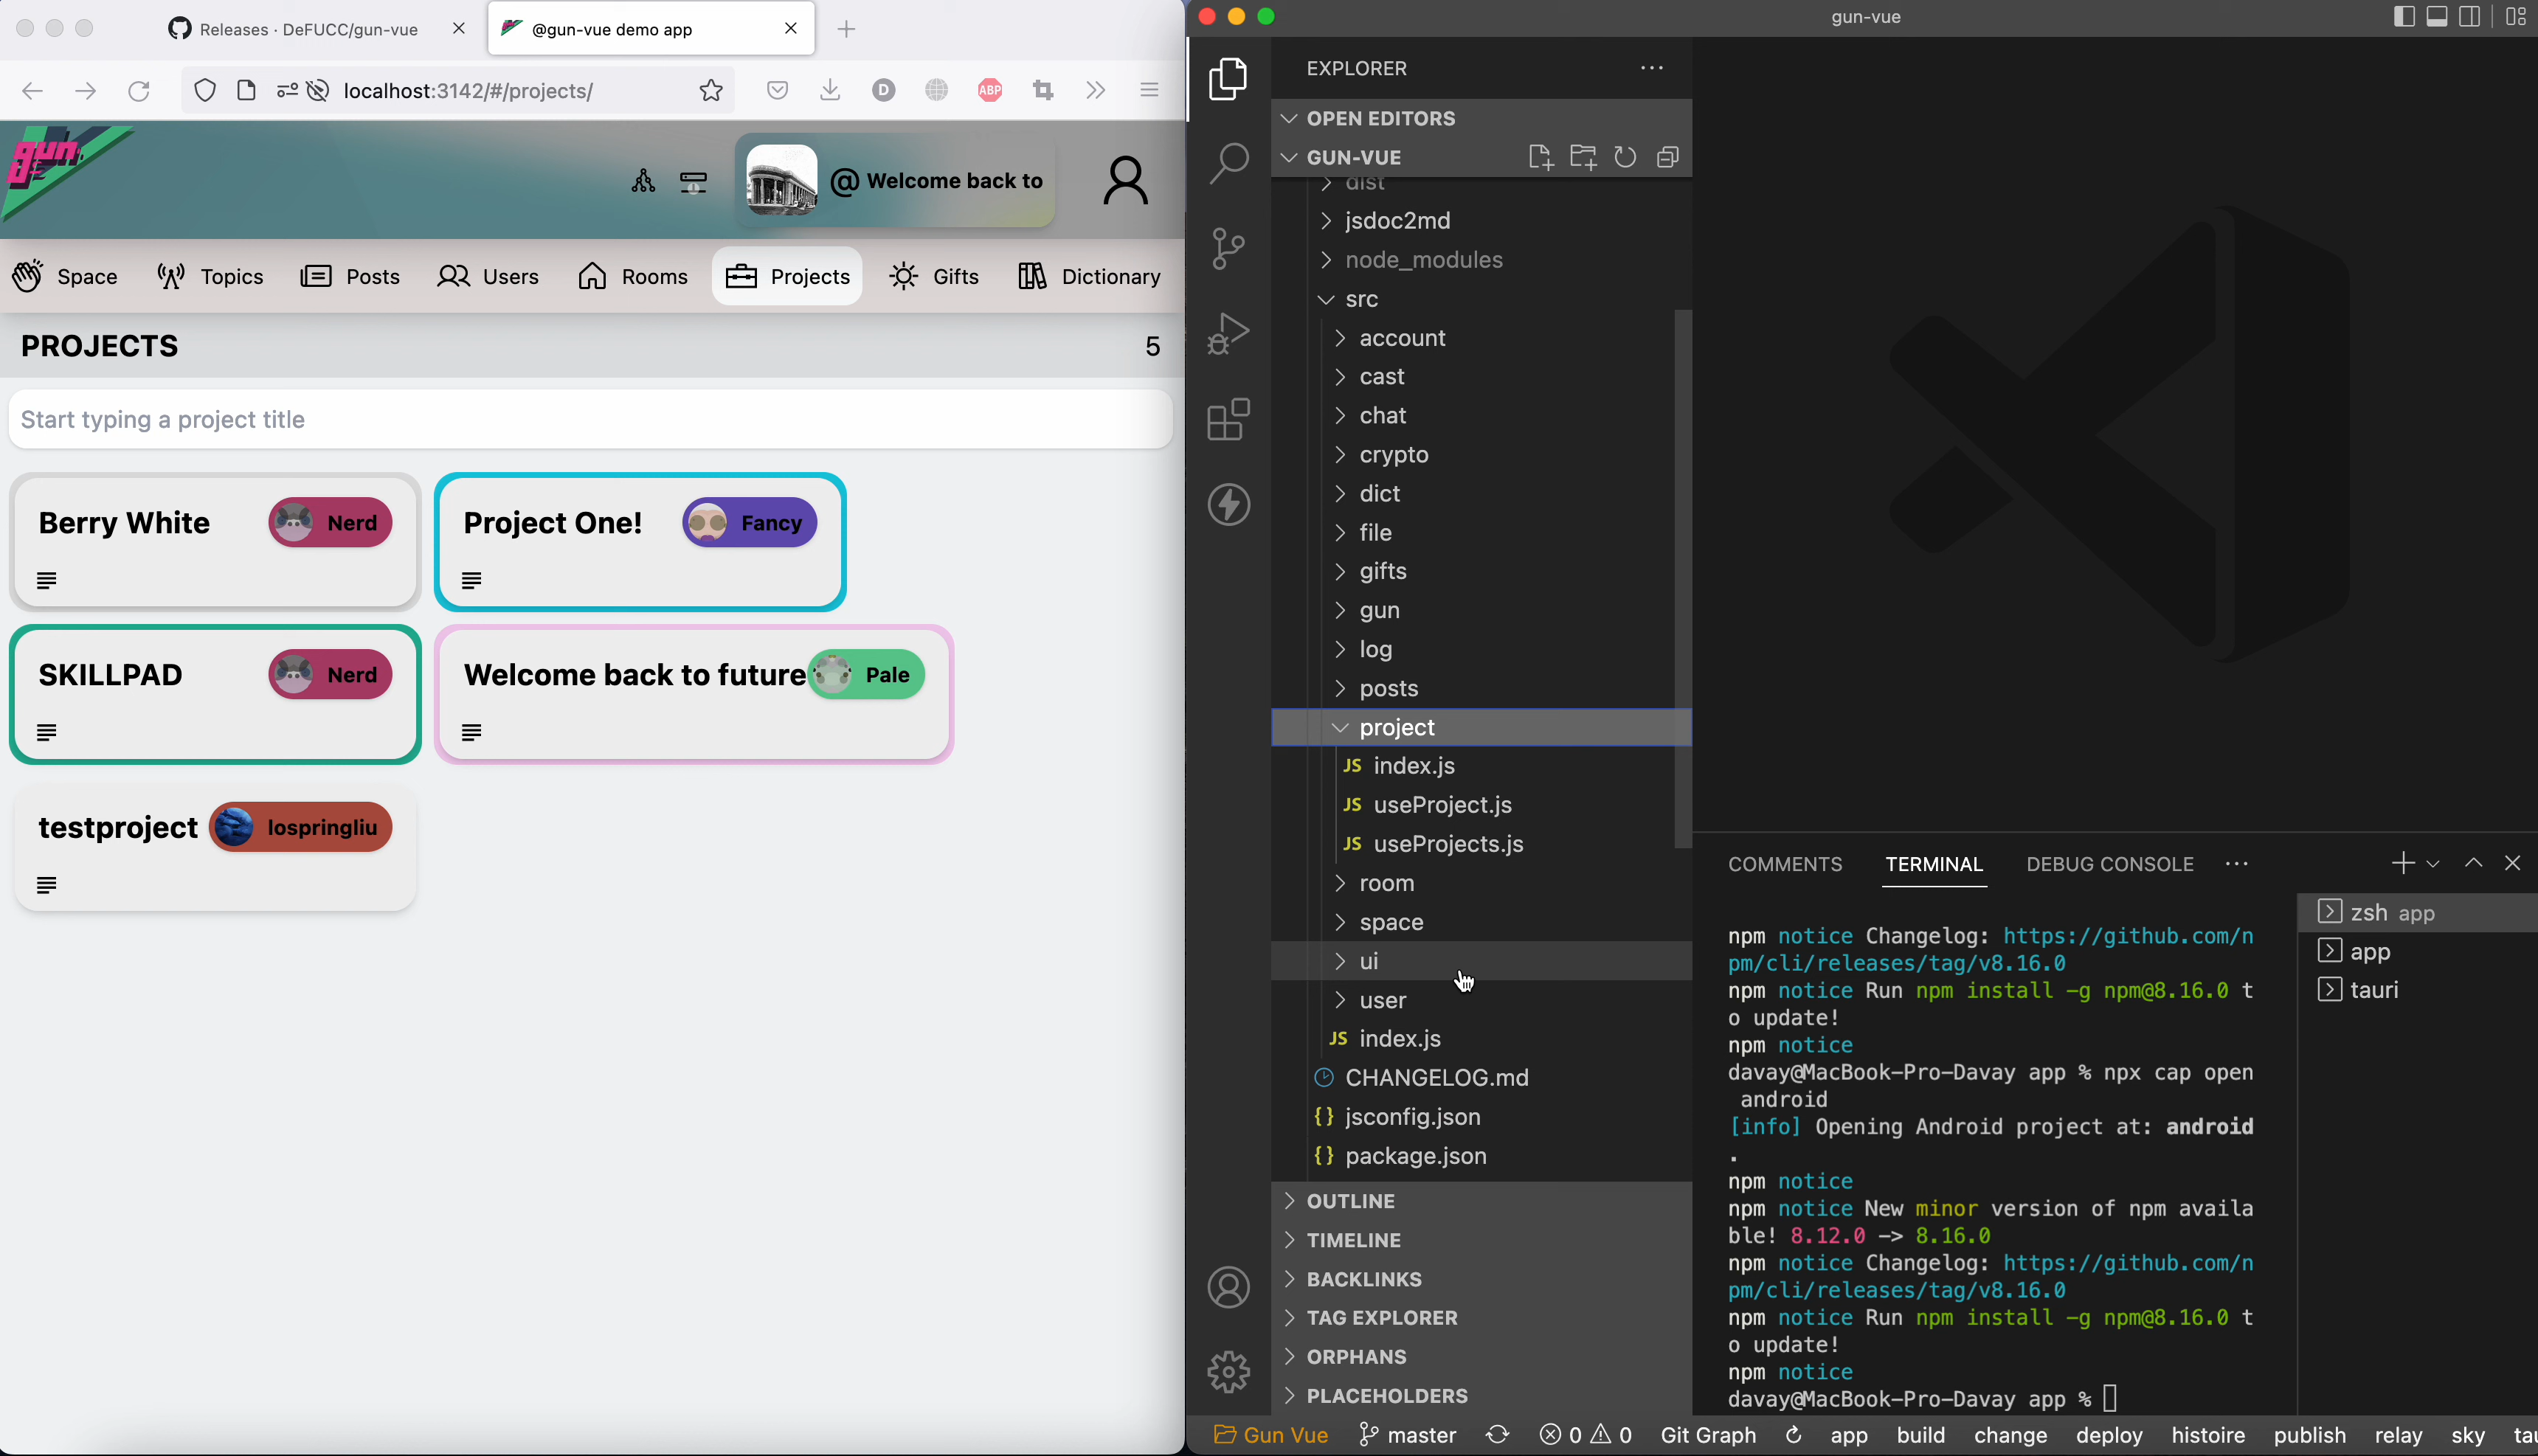 Releases · DeFUCC/gun-vue
@gun-vue demo app
localhost:3142/#/projects/
D
ABP
gun
@ Welcome back to
Space
Topics
Posts
Users
Rooms
Projects
Gifts
Dictionary
PROJECTS
5
Start typing a project title
Berry White
Nerd
Project One!
Fancy
SKILLPAD
Nerd
Welcome back to future
Pale
testproject
lospringliu
gun-vue
EXPLORER
OPEN EDITORS
GUN-VUE
dist
jsdoc2md
node_modules
src
account
cast
chat
crypto
dict
file
gifts
gun
log
posts
project
JS index.js
JS useProject.js
JS useProjects.js
room
space
ui
user
JS index.js
CHANGELOG.md
{} jsconfig.json
{} package.json
OUTLINE
TIMELINE
BACKLINKS
TAG EXPLORER
ORPHANS
PLACEHOLDERS
COMMENTS
TERMINAL
DEBUG CONSOLE
npm notice Changelog: https://github.com/n
pm/cli/releases/tag/v8.16.0
npm notice Run npm install -g npm@8.16.0 t
o update!
npm notice
davay@MacBook-Pro-Davay app % npx cap open
android
[info] Opening Android project at: android
.
npm notice
npm notice New minor version of npm availa
ble! 8.12.0 -> 8.16.0
npm notice Changelog: https://github.com/n
pm/cli/releases/tag/v8.16.0
npm notice Run npm install -g npm@8.16.0 t
o update!
npm notice
davay@MacBook-Pro-Davay app %
zsh app
app
tauri
Gun Vue
master
0
0
Git Graph
app
build
change
deploy
histoire
publish
relay
sky
tau